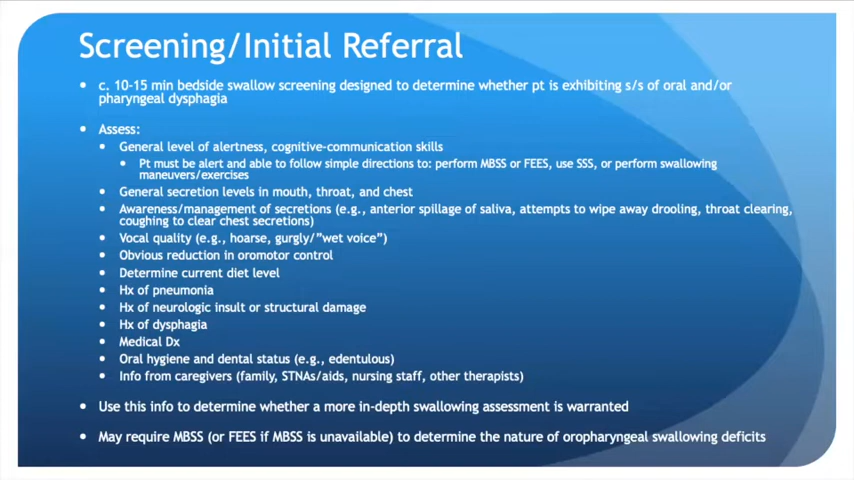 Screening/Initial Referral
c. 10-15 min bedside swallow screening designed to determine whether pt is exhibiting s/s of oral and/or
pharyngeal dysphagia
Assess:
General level of alertness, cognitive-communication skills
Pt must be alert and able to follow simple directions to: perform MBSS or FEES, use SSS, or perform swallowing
maneuvers/exercises
General secretion levels in mouth, throat, and chest
Awareness/management of secretions (e.g., anterior spillage of saliva, attempts to wipe away drooling, throat clearing,
coughing to clear chest secretions)
Vocal quality (e.g., hoarse, gurgly/”wet voice”)
Obvious reduction in oromotor control
Determine current diet level
Hx of pneumonia
Hx of neurologic insult or structural damage
Hx of dysphagia
Medical Dx
Oral hygiene and dental status (e.g., edentulous)
Info from caregivers (family, STNAs/aids, nursing staff, other therapists)
Use this info to determine whether a more in-depth swallowing assessment is warranted
May require MBSS (or FEES if MBSS is unavailable) to determine the nature of oropharyngeal swallowing deficits